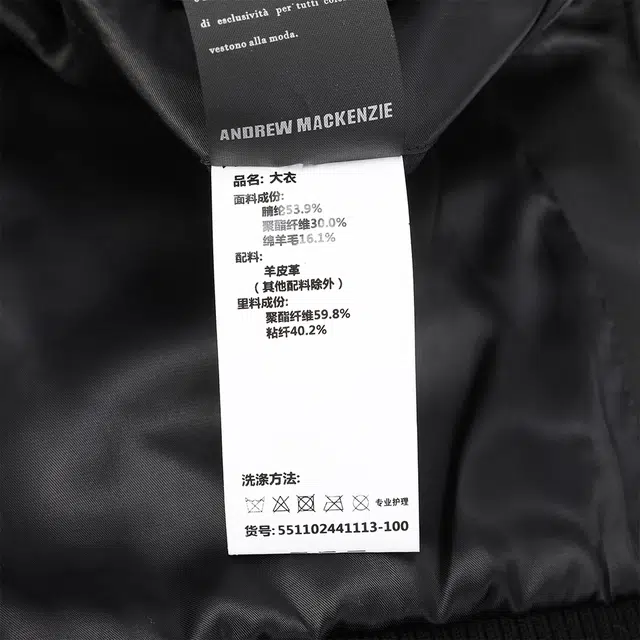 di esclusività per tutti
vestono alla moda.
ANDREW MACKENZIE
品名: 大衣
面料成份:
腈纶53.9%
聚酯纤维30.0%
绵羊毛16.1%
配料:
羊皮革
（其他配料除外）
里料成份:
聚酯纤维59.8%
粘纤40.2%
洗涤方法:
专业护理
货号: 551102441113-100